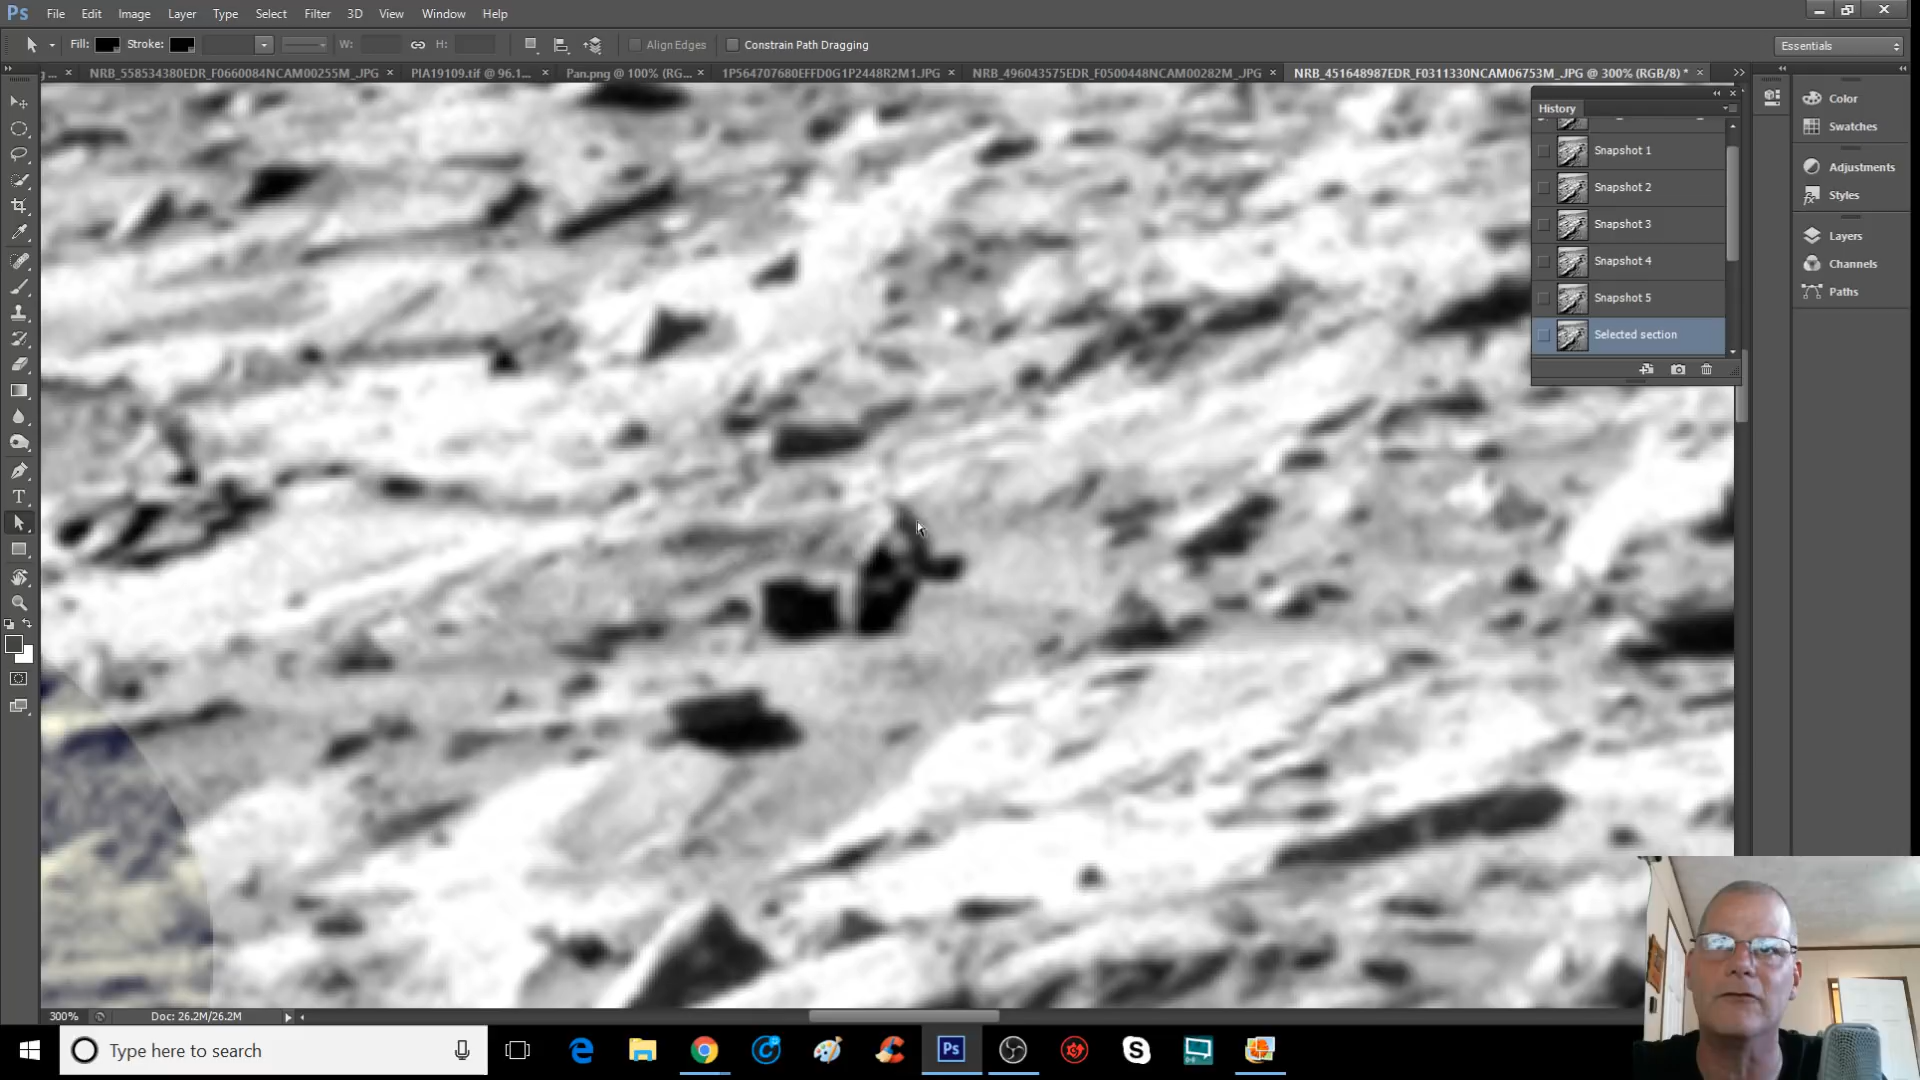 Ps File Edit Image Layer Type Select Filter 3D View Window Help
Fill: Stroke: W: H: Align Edges Constrain Path Dragging Essentials
g ... × NRB_558534380EDR_F0660084NCAM00255M_.JPG × PIA19109.tif @ 96.1... × Pan.png @ 100% (RG... × 1P564707680EFFD0G1P2448R2M1.JPG × NRB_496043575EDR_F0500448NCAM00282M_.JPG × NRB_451648987EDR_F0311330NCAM06753M_.JPG @ 300% (RGB/8) * ×
History
Snapshot 1
Snapshot 2
Snapshot 3
Snapshot 4
Snapshot 5
Selected section
Color
Swatches
Adjustments
Styles
Layers
Channels
Paths
T
300% Doc: 26.2M/26.2M
Type here to search
Ps